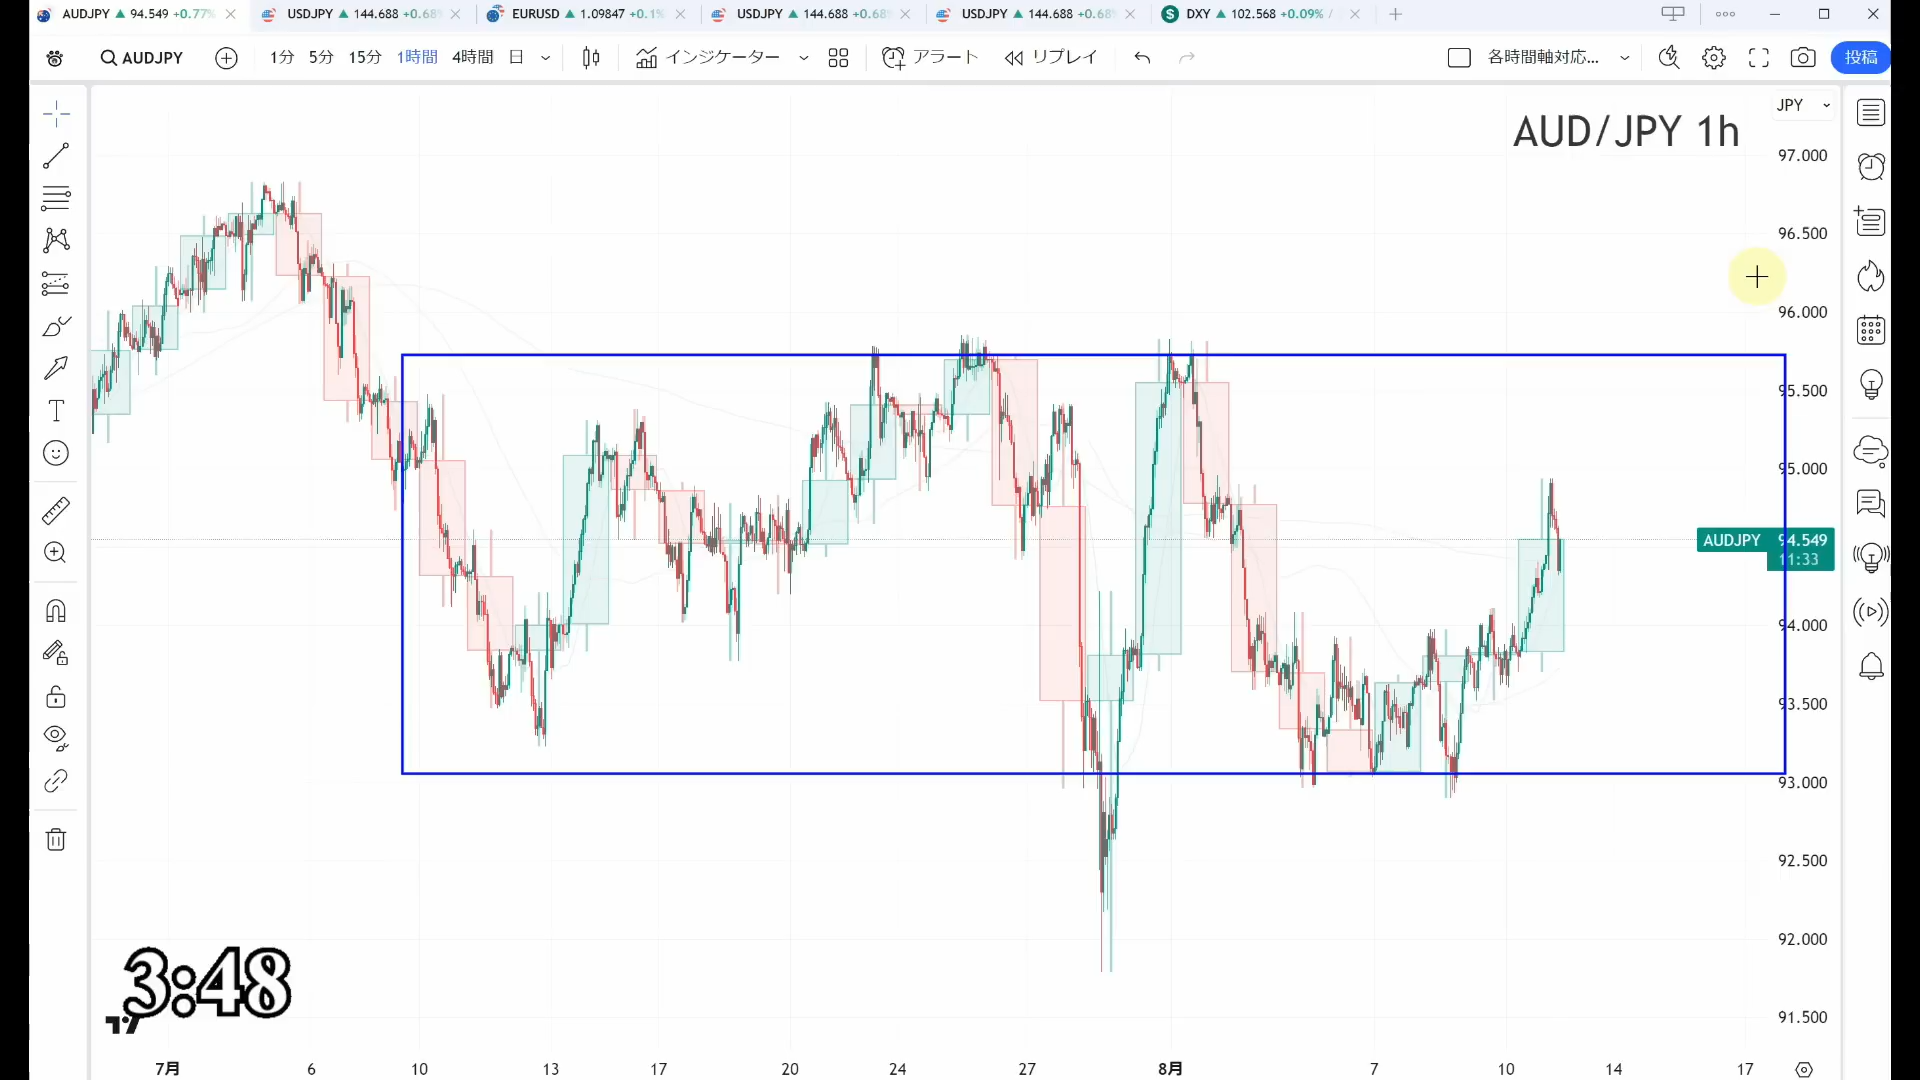 AUDJPY ▲ 94.549 +0.77%
USDJPY ▲ 144.688 +0.68%
EURUSD ▲ 1.09847 +0.1%
USDJPY ▲ 144.688 +0.68%
USDJPY ▲ 144.688 +0.68%
DXY ▲ 102.568 +0.09% /
AUDJPY
1分 5分 15分 1時間 4時間 日
インジケーター
アラート
リプレイ
各時間軸対応...
投稿
JPY
AUD/JPY 1h
97.000
96.500
96.000
95.500
95.000
AUDJPY 94.549
11:33
94.000
93.500
93.000
92.500
92.000
91.500
3:48
7月 6 10 13 17 20 24 27 8月 7 10 14 17